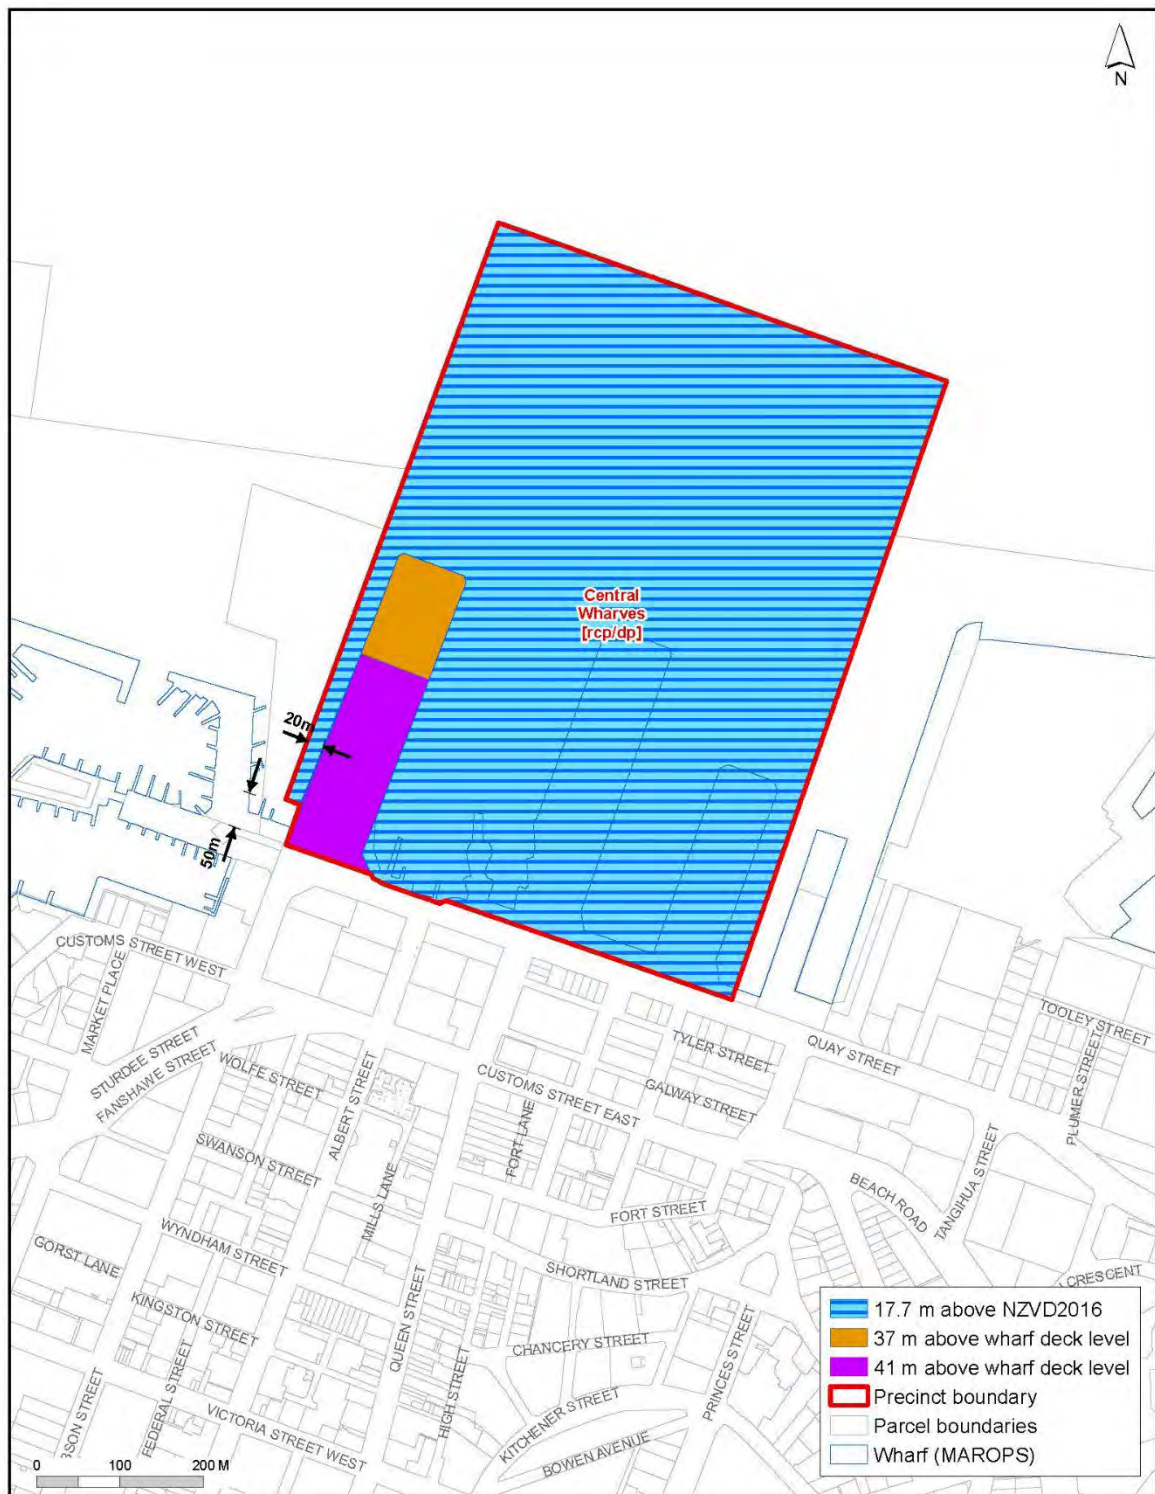 N
Central
Wharves
[rcp/dp]
20m
50m
CUSTOMS STREET WEST
MARKET PLACE
STURDEE STREET
FANSHAWE STREET
WOLFE STREET
ALBERT STREET
SWANSON STREET
MILLS LANE
WYNDHAM STREET
GORST LANE
KINGSTON STREET
QUEEN STREET
HIGH STREET
FEDERAL STREET
BSON STREET
VICTORIA STREET WEST
CUSTOMS STREET EAST
FORT LANE
TYLER STREET
GALWAY STREET
QUAY STREET
TOOLEY STREET
PLUMER STREET
TANGIHUA STREET
BEACH ROAD
FORT STREET
SHORTLAND STREET
CHANCERY STREET
PRINCES STREET
KITCHENER STREET
BOWEN AVENUE
CRESCENT
17.7 m above NZVD2016
37 m above wharf deck level
41 m above wharf deck level
Precinct boundary
Parcel boundaries
Wharf (MAROPS)
0 100 200 M